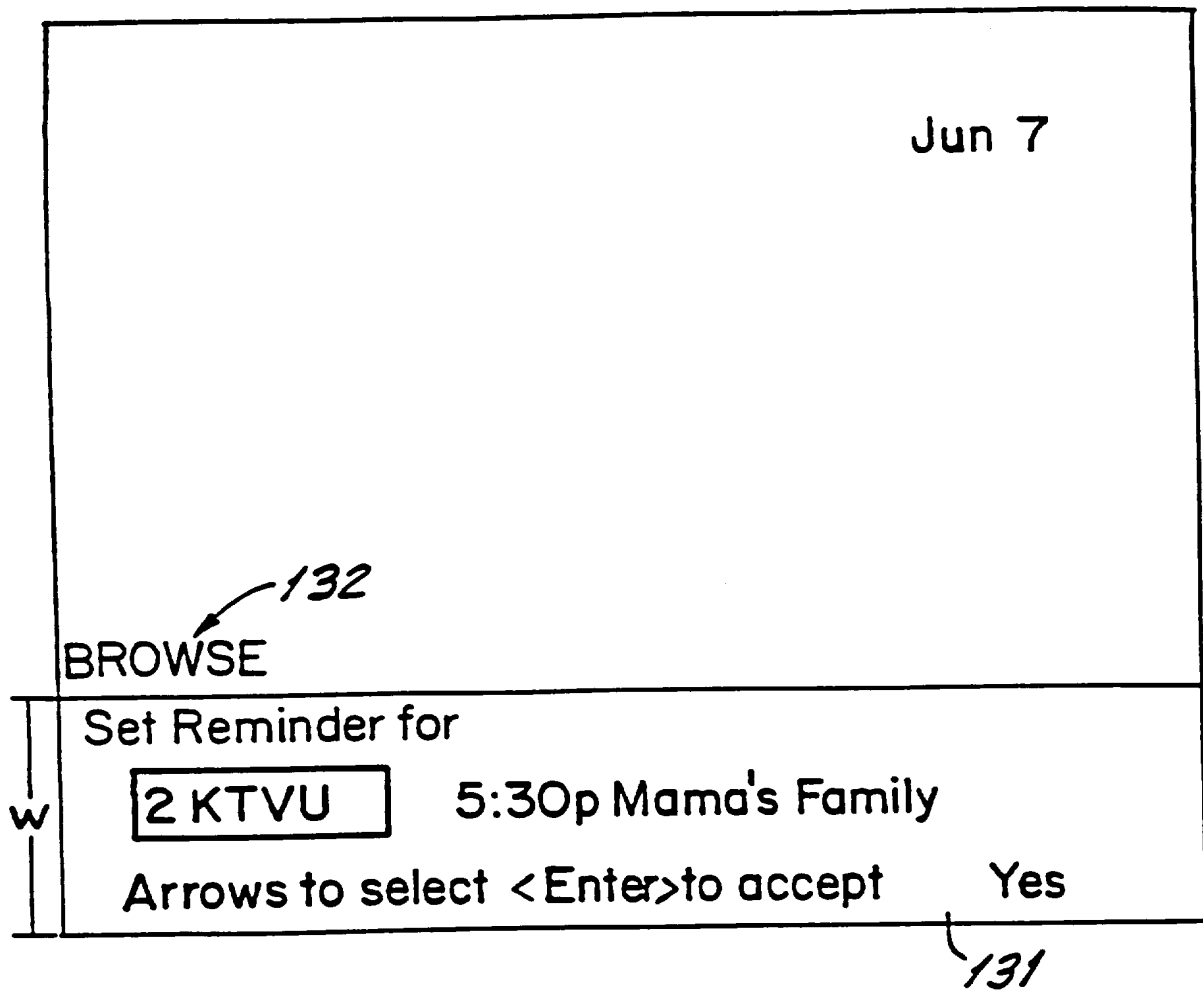 Jun 7
132
BROWSE
Set Reminder for
W
2 KTVU 5:30p Mama's Family
Arrows to select <Enter>to accept Yes
131